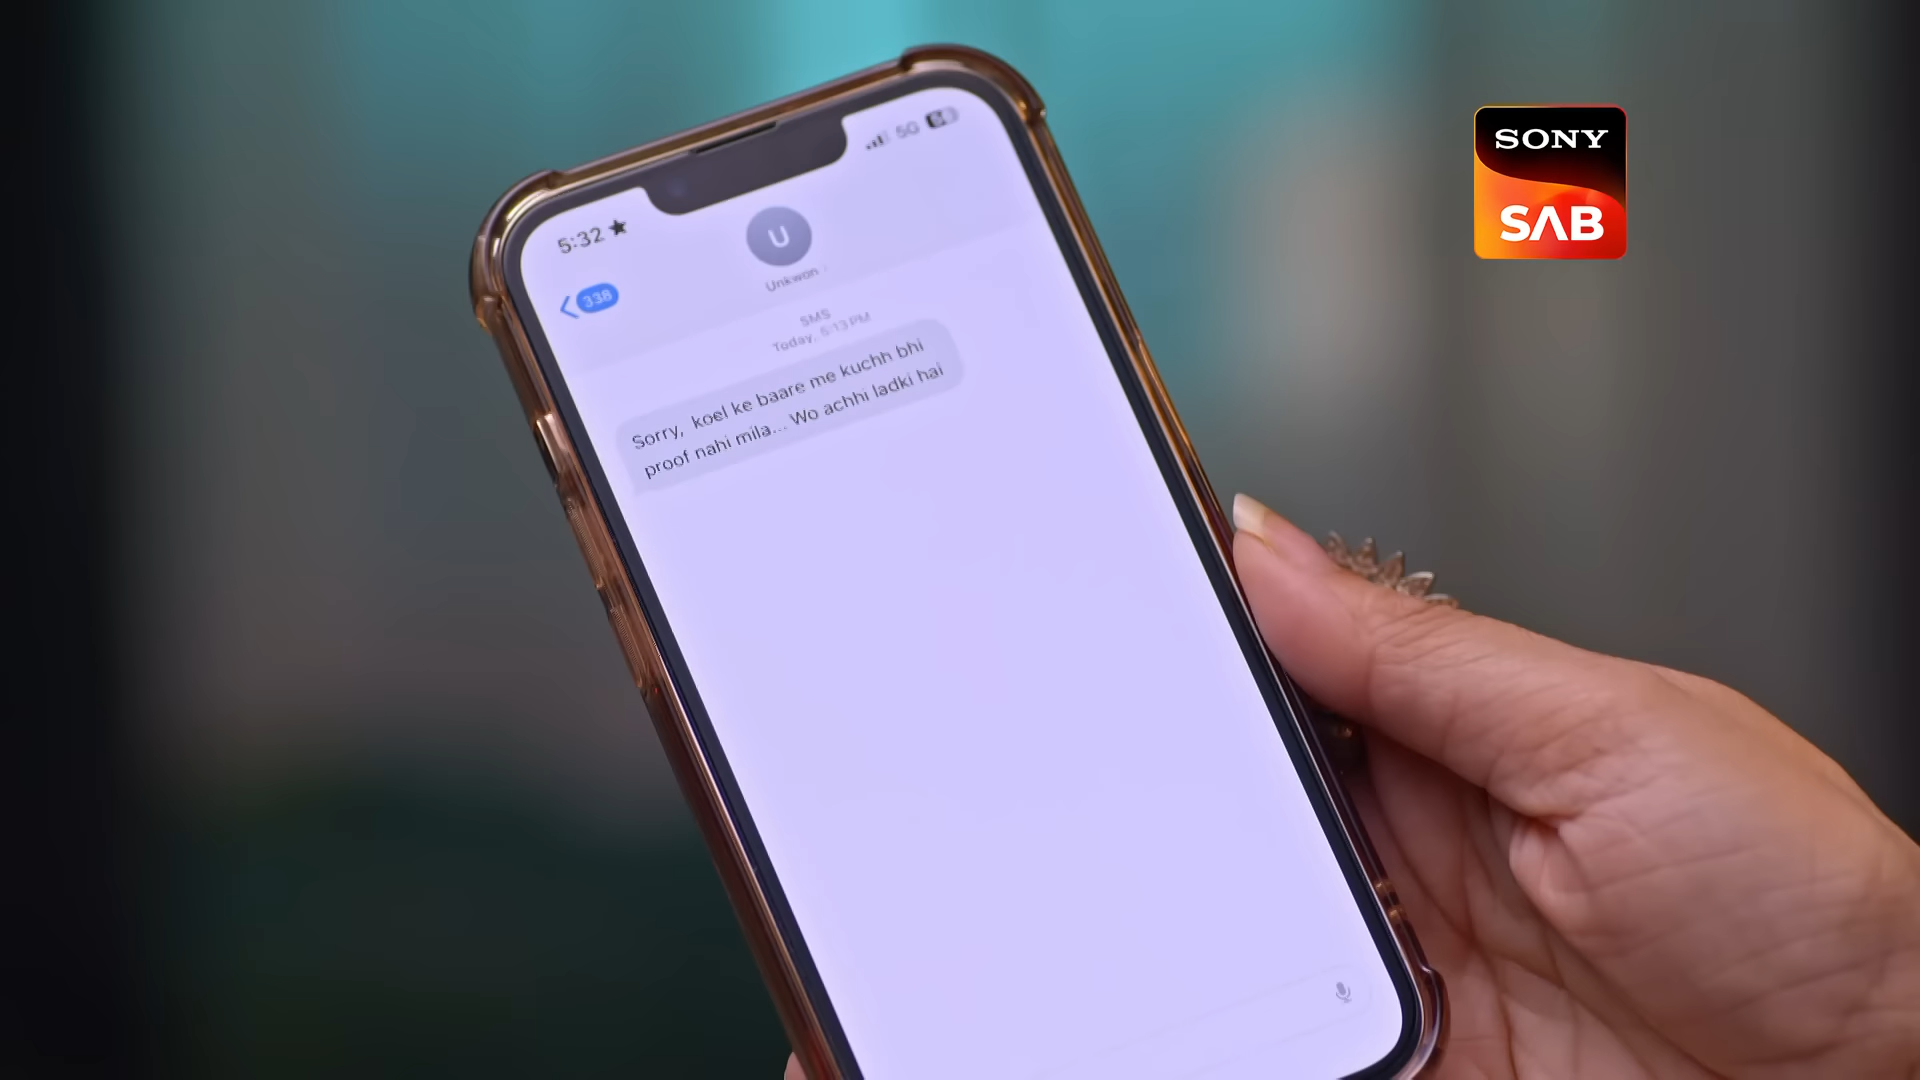 SONY
SAB
5:32
5G
U
Unkwon
338
SMS
Today, 5:13 PM
Sorry, koel ke baare me kuchh bhi
proof nahi mila... Wo achhi ladki hai